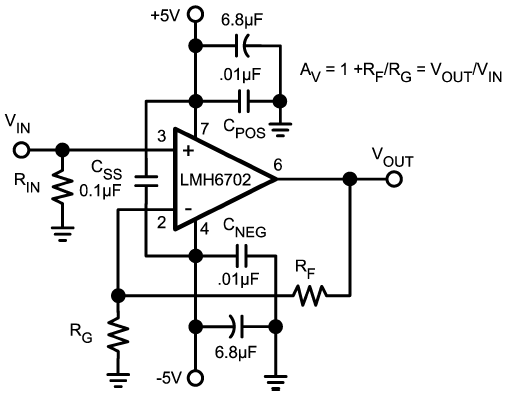 +5V
6.8µF
.01µF
A_V = 1 +R_F/R_G = V_OUT/V_IN
V_IN
7
C_POS
3
+
C_SS
6
V_OUT
R_IN
0.1µF
LMH6702
-
2
4
C_NEG
.01µF
R_F
R_G
6.8µF
-5V